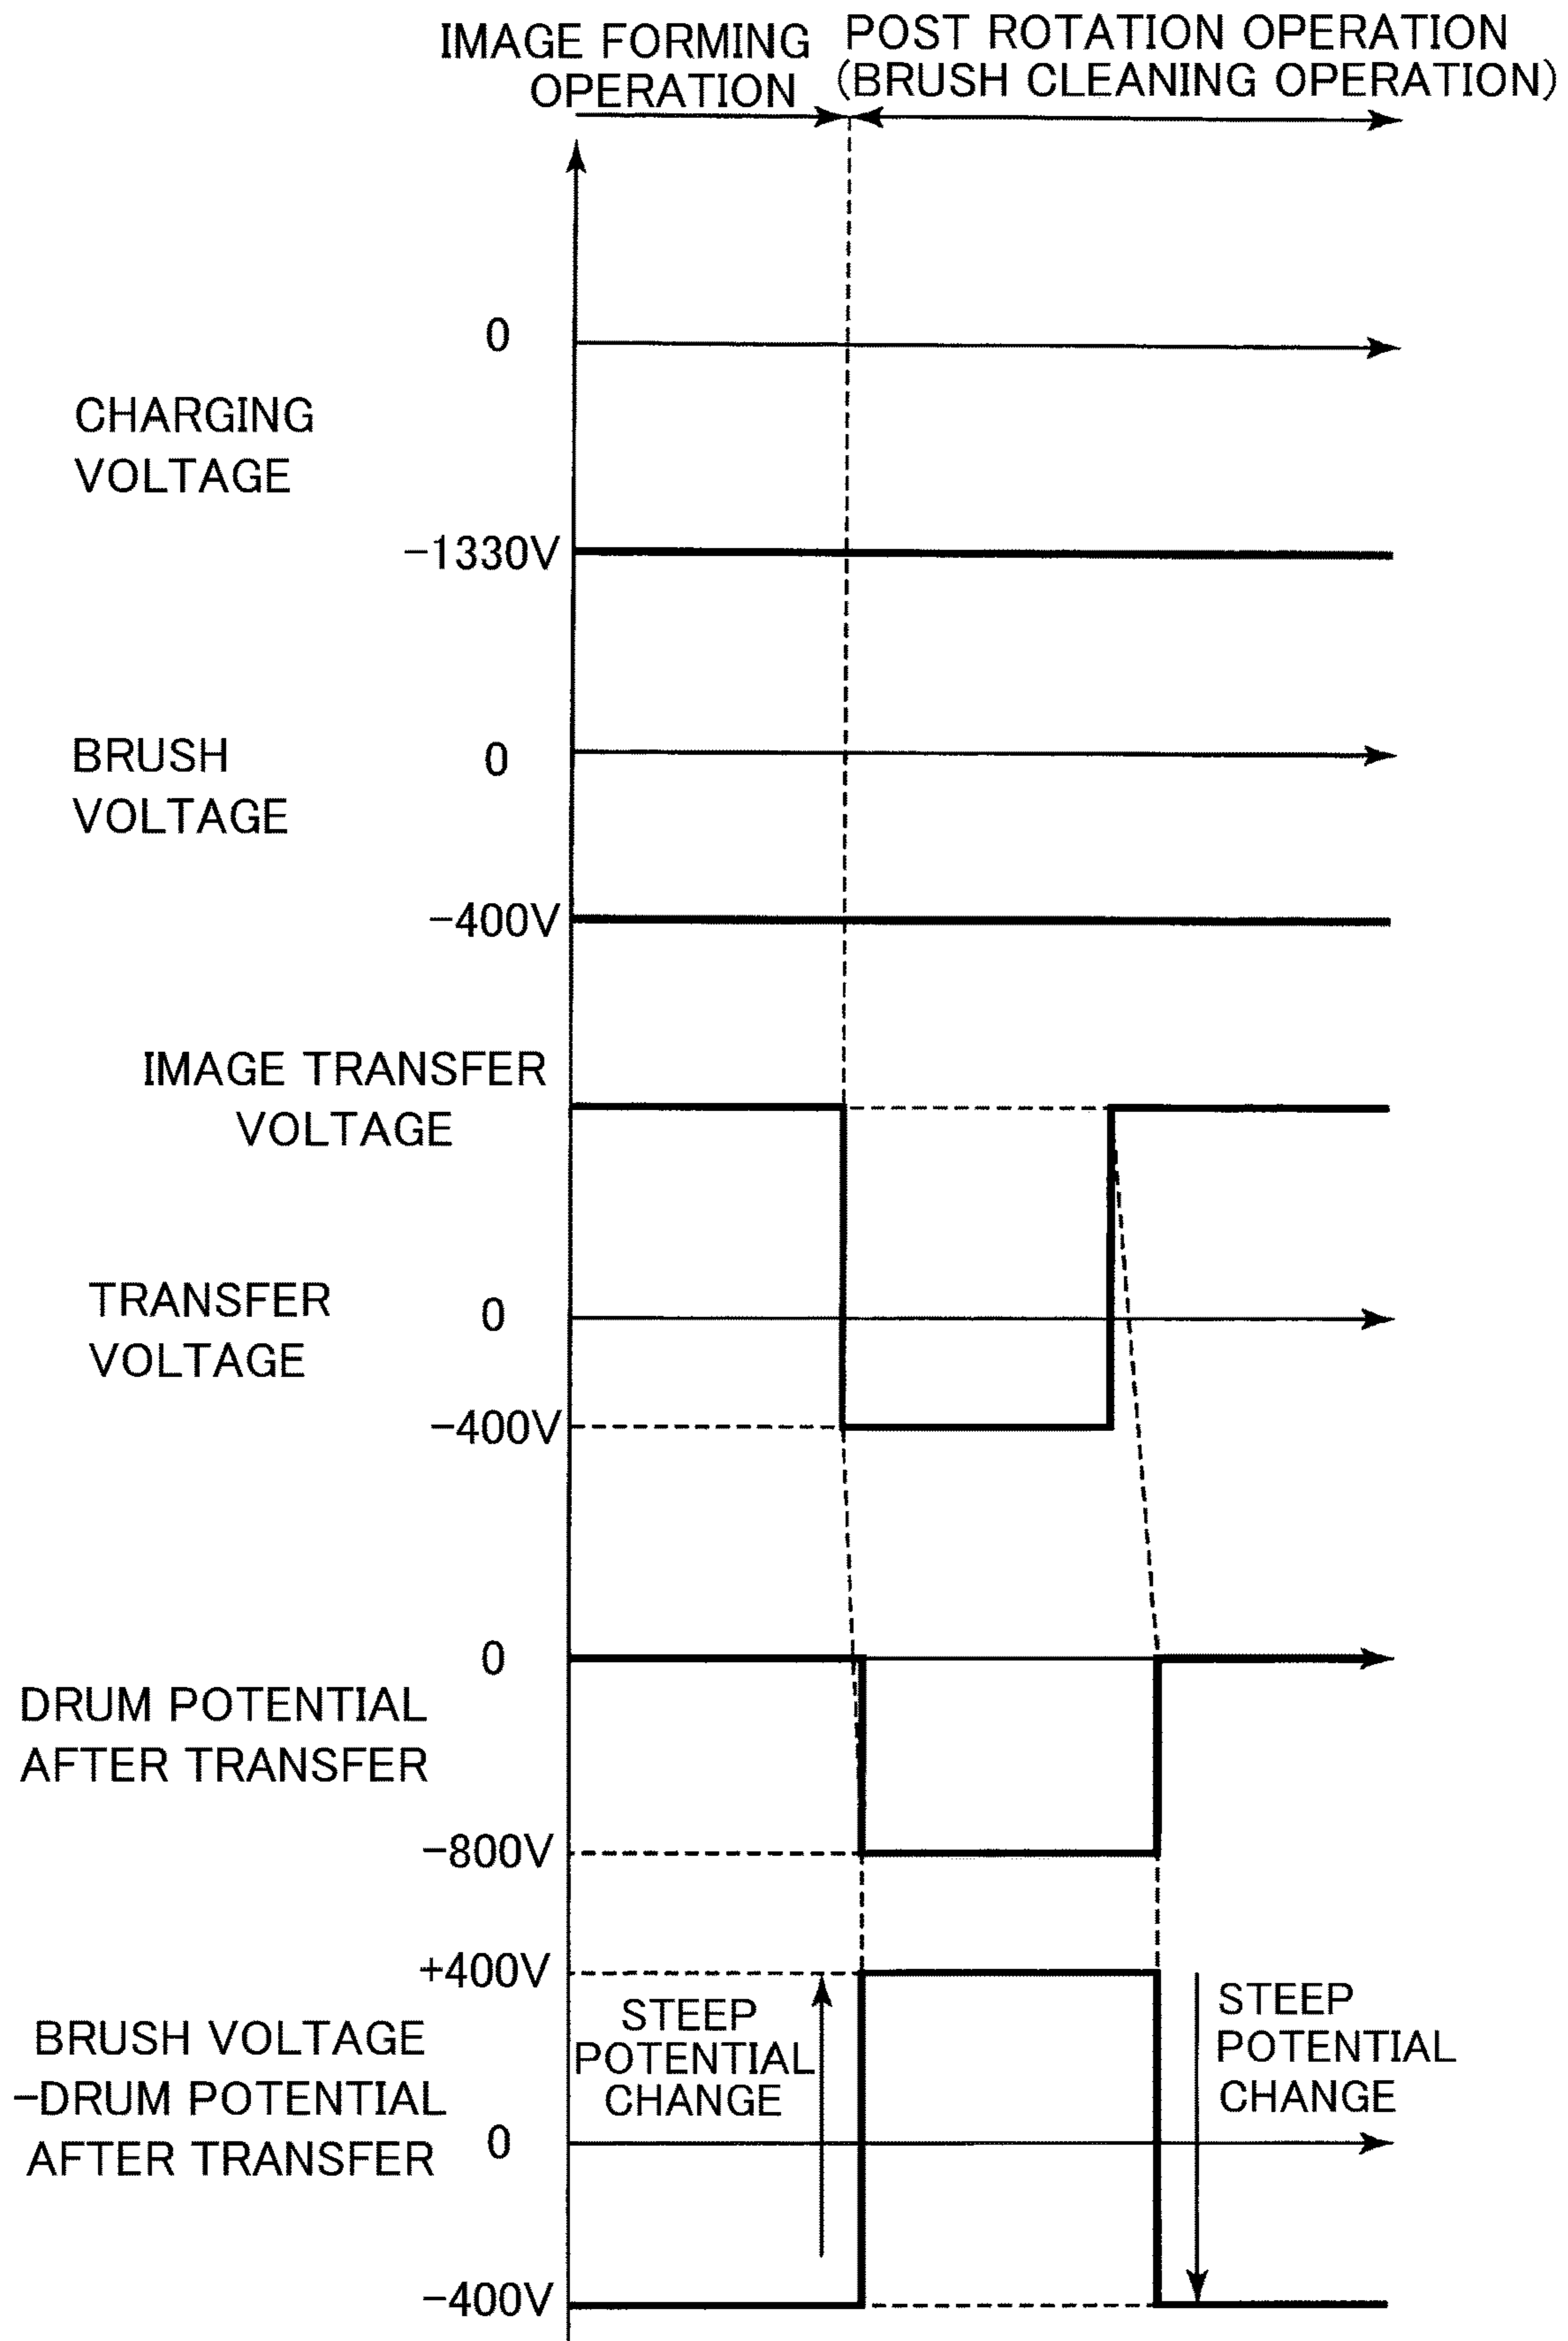 IMAGE FORMING
OPERATION
POST ROTATION OPERATION
(BRUSH CLEANING OPERATION)
0
CHARGING
VOLTAGE
-1330V
BRUSH
VOLTAGE
0
-400V
IMAGE TRANSFER
VOLTAGE
TRANSFER
VOLTAGE
0
-400V
0
DRUM POTENTIAL
AFTER TRANSFER
-800V
+400V
STEEP
POTENTIAL
CHANGE
STEEP
POTENTIAL
CHANGE
BRUSH VOLTAGE
-DRUM POTENTIAL
AFTER TRANSFER
0
-400V